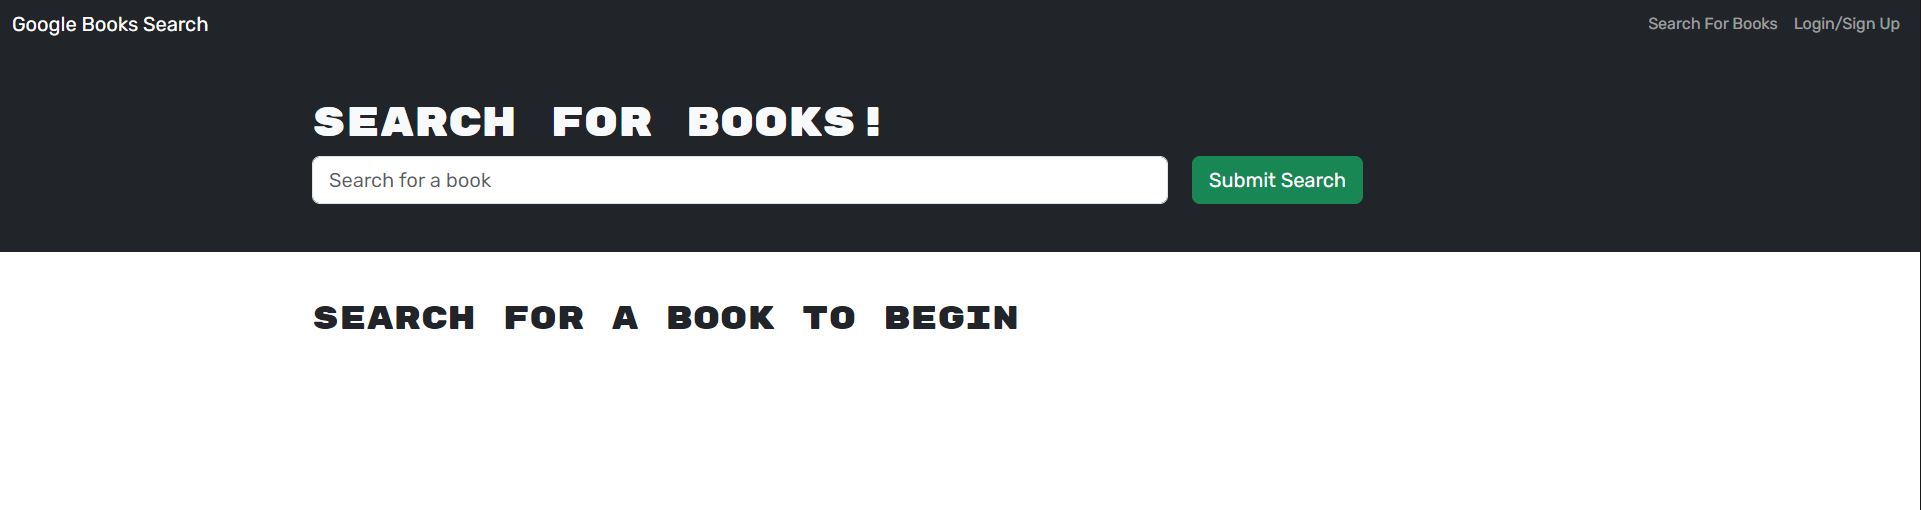 Google Books Search
Search For Books
Login/Sign Up
SEARCH FOR BOOKS!
Search for a book
Submit Search
SEARCH FOR A BOOK TO BEGIN